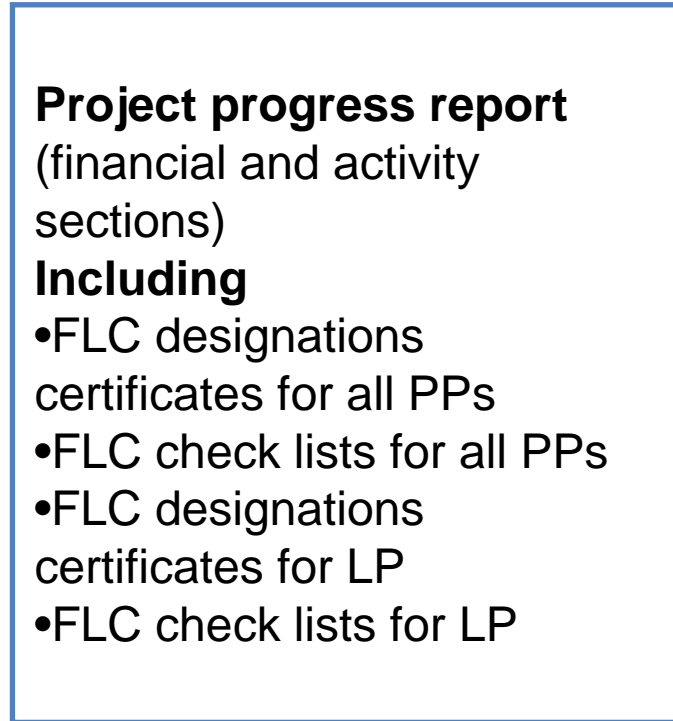 Project progress report
(financial and activity
sections)
Including
•FLC designations
certificates for all PPs
•FLC check lists for all PPs
•FLC designations
certificates for LP
•FLC check lists for LP